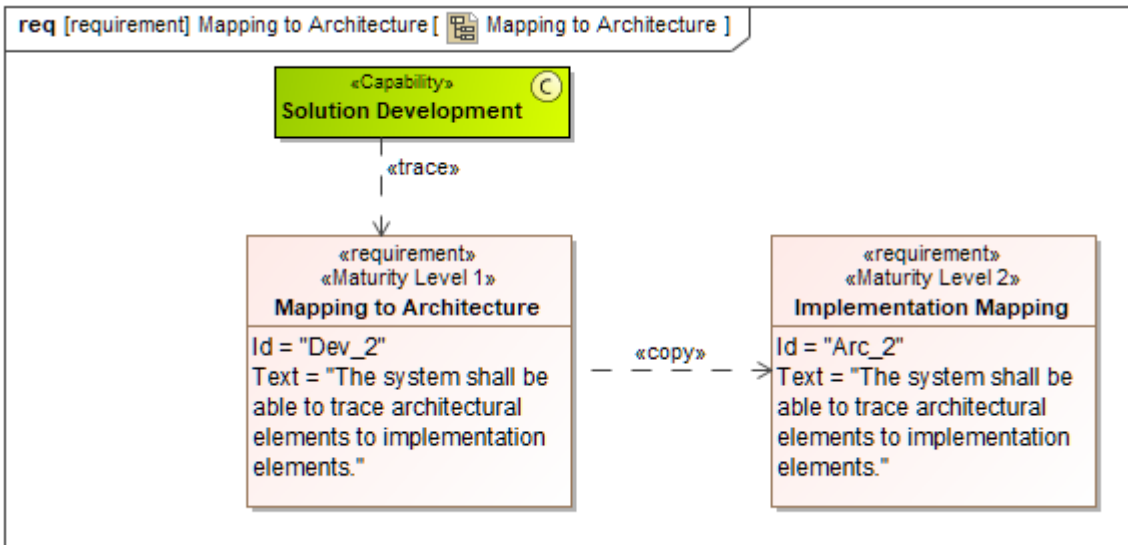 req [requirement] Mapping to Architecture [ Mapping to Architecture ]
«Capability»
C
Solution Development
«trace»
«requirement»
«Maturity Level 1»
Mapping to Architecture
Id = "Dev_2"
Text = "The system shall be
able to trace architectural
elements to implementation
elements."
«copy»
«requirement»
«Maturity Level 2»
Implementation Mapping
Id = "Arc_2"
Text = "The system shall be
able to trace architectural
elements to implementation
elements."